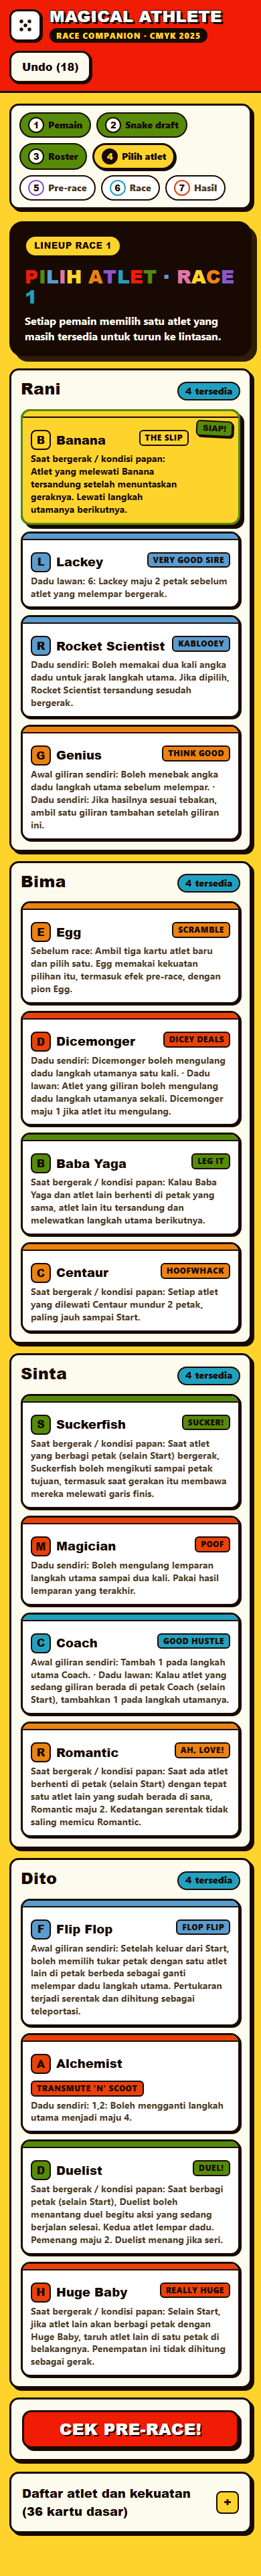 MAGICAL ATHLETE
RACE COMPANION · CMYK 2025
Undo (18)
1 Pemain
2 Snake draft
3 Roster
4 Pilih atlet
5 Pre-race
6 Race
7 Hasil
LINEUP RACE 1
PILIH ATLET · RACE
1
Setiap pemain memilih satu atlet yang
masih tersedia untuk turun ke lintasan.
Rani
4 tersedia
SIAP!
B Banana THE SLIP
Saat bergerak / kondisi papan:
Atlet yang melewati Banana
tersandung setelah menuntaskan
geraknya. Lewati langkah
utamanya berikutnya.
L Lackey VERY GOOD SIRE
Dadu lawan: 6: Lackey maju 2 petak sebelum
atlet yang melempar bergerak.
R Rocket Scientist KABLOOEY
Dadu sendiri: Boleh memakai dua kali angka
dadu untuk jarak langkah utama. Jika dipilih,
Rocket Scientist tersandung sesudah
bergerak.
G Genius THINK GOOD
Awal giliran sendiri: Boleh menebak angka
dadu langkah utama sebelum melempar. ·
Dadu sendiri: Jika hasilnya sesuai tebakan,
ambil satu giliran tambahan setelah giliran
ini.
Bima
4 tersedia
E Egg SCRAMBLE
Sebelum race: Ambil tiga kartu atlet baru
dan pilih satu. Egg memakai kekuatan
pilihan itu, termasuk efek pre-race, dengan
pion Egg.
D Dicemonger DICEY DEALS
Dadu sendiri: Dicemonger boleh mengulang
dadu langkah utamanya satu kali. · Dadu
lawan: Atlet yang giliran boleh mengulang
dadu langkah utamanya sekali. Dicemonger
maju 1 jika atlet itu mengulang.
B Baba Yaga LEG IT
Saat bergerak / kondisi papan: Kalau Baba
Yaga dan atlet lain berhenti di petak yang
sama, atlet lain itu tersandung dan
melewatkan langkah utama berikutnya.
C Centaur HOOFWHACK
Saat bergerak / kondisi papan: Setiap atlet
yang dilewati Centaur mundur 2 petak,
paling jauh sampai Start.
Sinta
4 tersedia
S Suckerfish SUCKER!
Saat bergerak / kondisi papan: Saat atlet
yang berbagi petak (selain Start) bergerak,
Suckerfish boleh mengikuti sampai petak
tujuan, termasuk saat gerakan itu membawa
mereka melewati garis finis.
M Magician POOF
Dadu sendiri: Boleh mengulang lemparan
langkah utama sampai dua kali. Pakai hasil
lemparan yang terakhir.
C Coach GOOD HUSTLE
Awal giliran sendiri: Tambah 1 pada langkah
utama Coach. · Dadu lawan: Kalau atlet yang
sedang giliran berada di petak Coach (selain
Start), tambahkan 1 pada langkah utamanya.
R Romantic AH, LOVE!
Saat bergerak / kondisi papan: Saat ada atlet
berhenti di petak (selain Start) dengan tepat
satu atlet lain yang sudah berada di sana,
Romantic maju 2. Kedatangan serentak tidak
saling memicu Romantic.
Dito
4 tersedia
F Flip Flop FLOP FLIP
Awal giliran sendiri: Setelah keluar dari Start,
boleh memilih tukar petak dengan satu atlet
lain di petak berbeda sebagai ganti
melempar dadu langkah utama. Pertukaran
terjadi serentak dan dihitung sebagai
teleportasi.
A Alchemist
TRANSMUTE 'N' SCOOT
Dadu sendiri: 1,2: Boleh mengganti langkah
utama menjadi maju 4.
D Duelist DUEL!
Saat bergerak / kondisi papan: Saat berbagi
petak (selain Start), Duelist boleh
menantang duel begitu aksi yang sedang
berjalan selesai. Kedua atlet lempar dadu.
Pemenang maju 2. Duelist menang jika seri.
H Huge Baby REALLY HUGE
Saat bergerak / kondisi papan: Selain Start,
jika atlet lain akan berbagi petak dengan
Huge Baby, taruh atlet lain di satu petak di
belakangnya. Penempatan ini tidak dihitung
sebagai gerak.
CEK PRE-RACE!
Daftar atlet dan kekuatan
(36 kartu dasar)
+